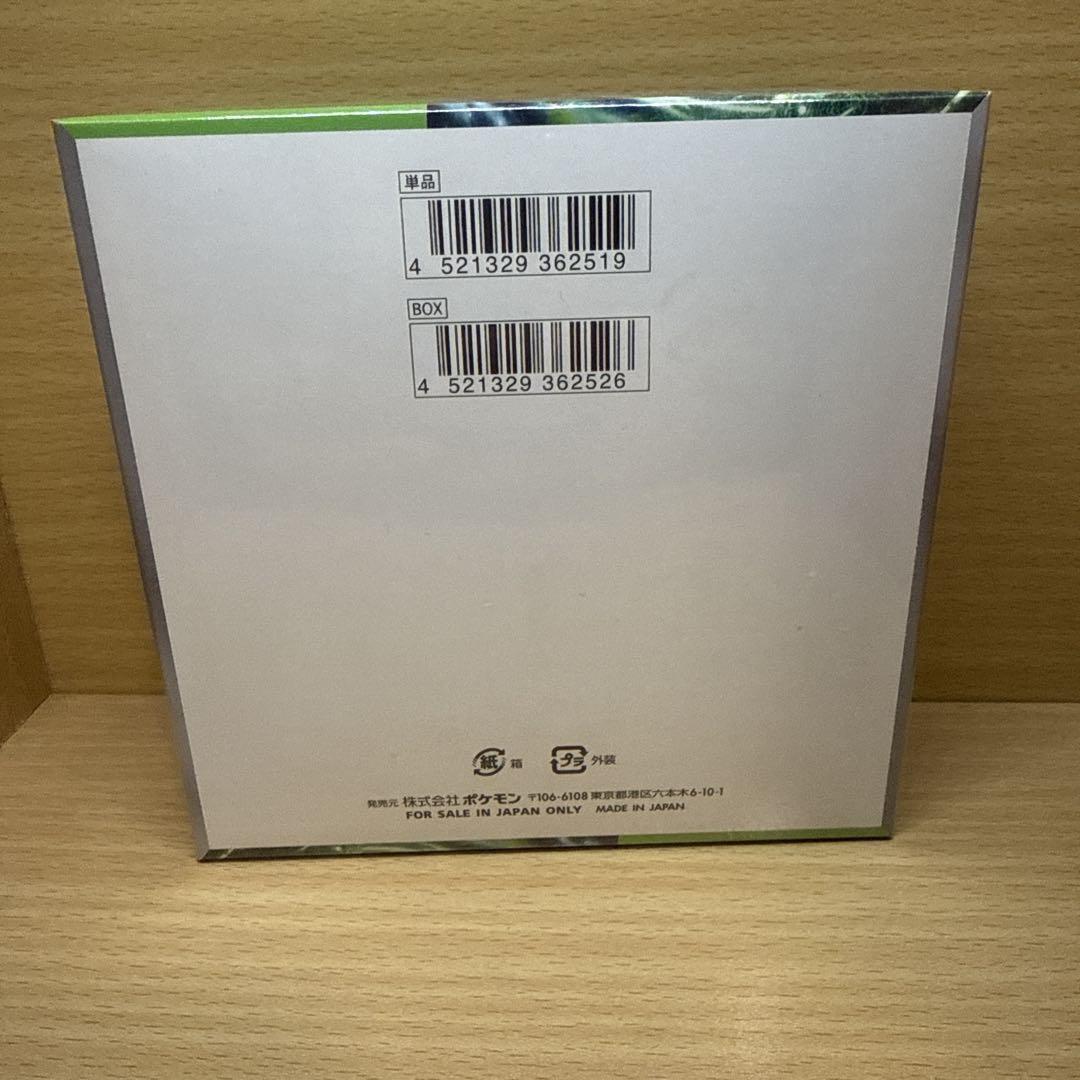 単品
4 521329 362519
BOX
4 521329 362526
紙 箱 プラ 外装
発売元 株式会社 ポケモン 〒106-6108 東京都港区六本木6-10-1
FOR SALE IN JAPAN ONLY MADE IN JAPAN